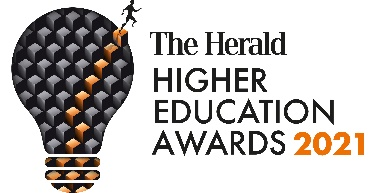 The Herald
HIGHER
EDUCATION
AWARDS 2021